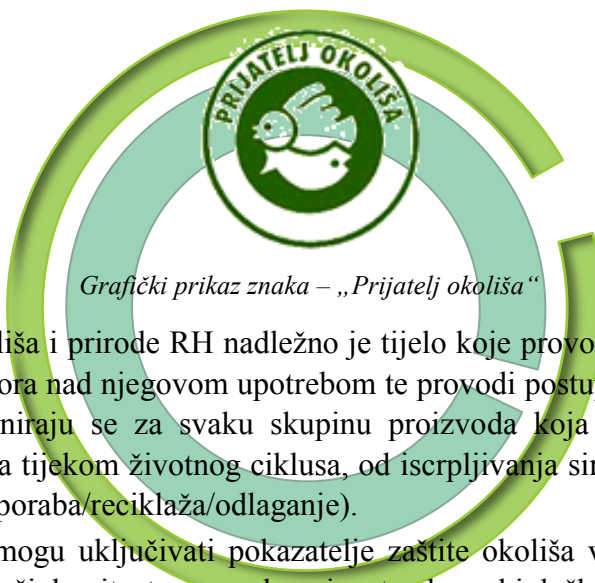 PRIJATELJ OKOLIŠA
Grafički prikaz znaka – „Prijatelj okoliša“
liša i prirode RH nadležno je tijelo koje provo
ora nad njegovom upotrebom te provodi postup
niraju se za svaku skupinu proizvoda koja
a tijekom životnog ciklusa, od iscrpljivanja sir
poraba/reciklaža/odlaganje).
mogu uključivati pokazatelje zaštite okoliša v